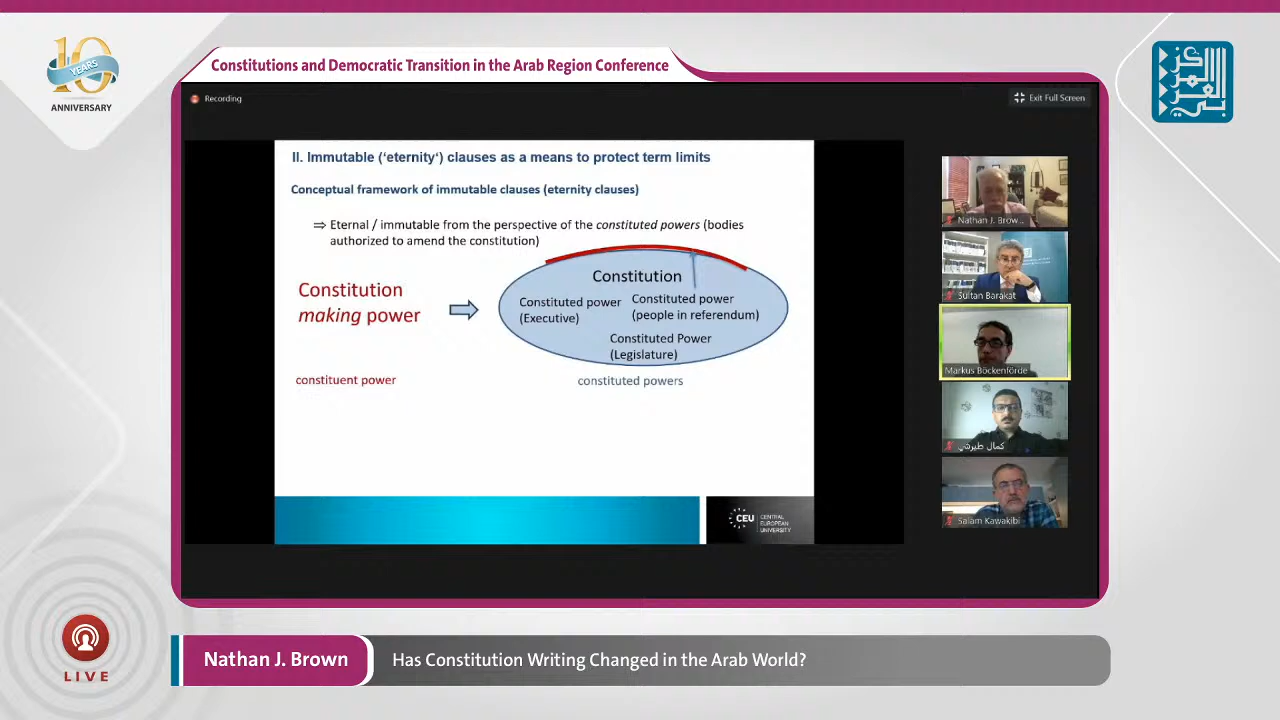 10
YEARS
ANNIVERSARY
Constitutions and Democratic Transition in the Arab Region Conference
المركز
العربي
Recording
Exit Full Screen
II. Immutable (‘eternity‘) clauses as a means to protect term limits
Conceptual framework of immutable clauses (eternity clauses)
⇒ Eternal / immutable from the perspective of the constituted powers (bodies
authorized to amend the constitution)
Constitution
making power
Constitution
Constituted power
(Executive)
Constituted power
(people in referendum)
Constituted Power
(Legislature)
constituent power
constituted powers
CEU
CENTRAL
EUROPEAN
UNIVERSITY
Nathan J. Brow...
Sultan Barakat
Markus Böckenförde
كمال طيرشي
Salam Kawakibi
LIVE
Nathan J. Brown
Has Constitution Writing Changed in the Arab World?